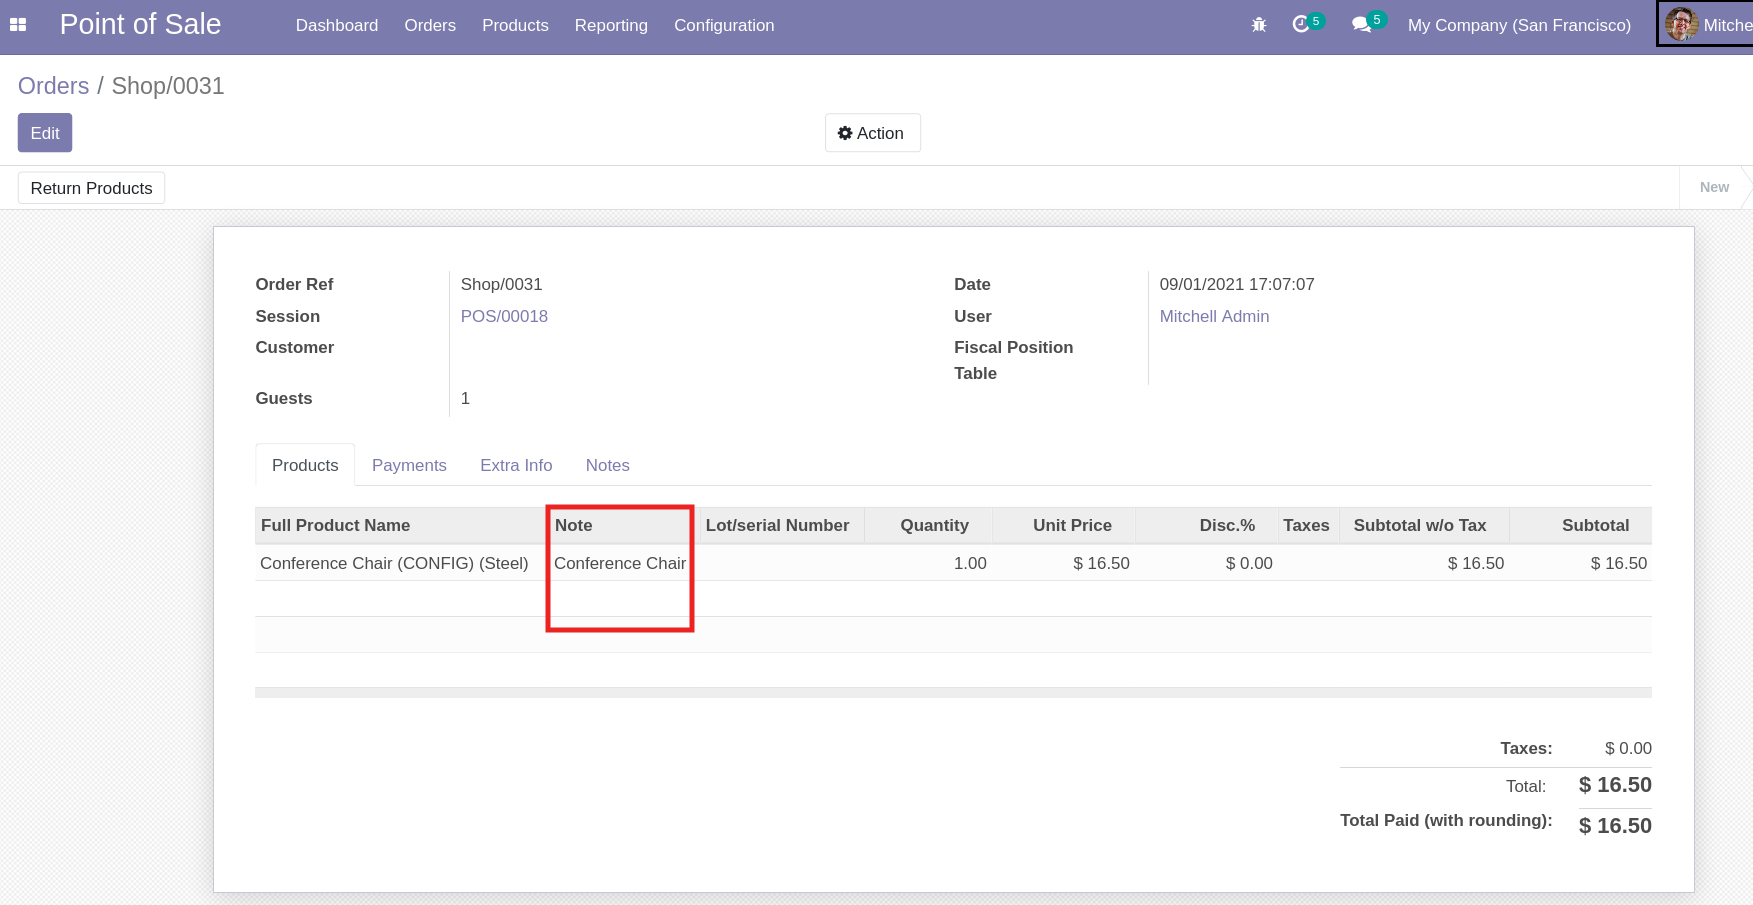 Point of Sale Dashboard Orders Products Reporting Configuration 5 5 My Company (San Francisco) Mitche
Orders / Shop/0031
Edit Action
Return Products New
Order Ref Shop/0031 Date 09/01/2021 17:07:07
Session POS/00018 User Mitchell Admin
Customer Fiscal Position
Table
Guests 1
Products Payments Extra Info Notes
Full Product Name Note Lot/serial Number Quantity Unit Price Disc.% Taxes Subtotal w/o Tax Subtotal
Conference Chair (CONFIG) (Steel) Conference Chair 1.00 $ 16.50 $ 0.00 $ 16.50 $ 16.50
Taxes: $ 0.00
Total: $ 16.50
Total Paid (with rounding): $ 16.50